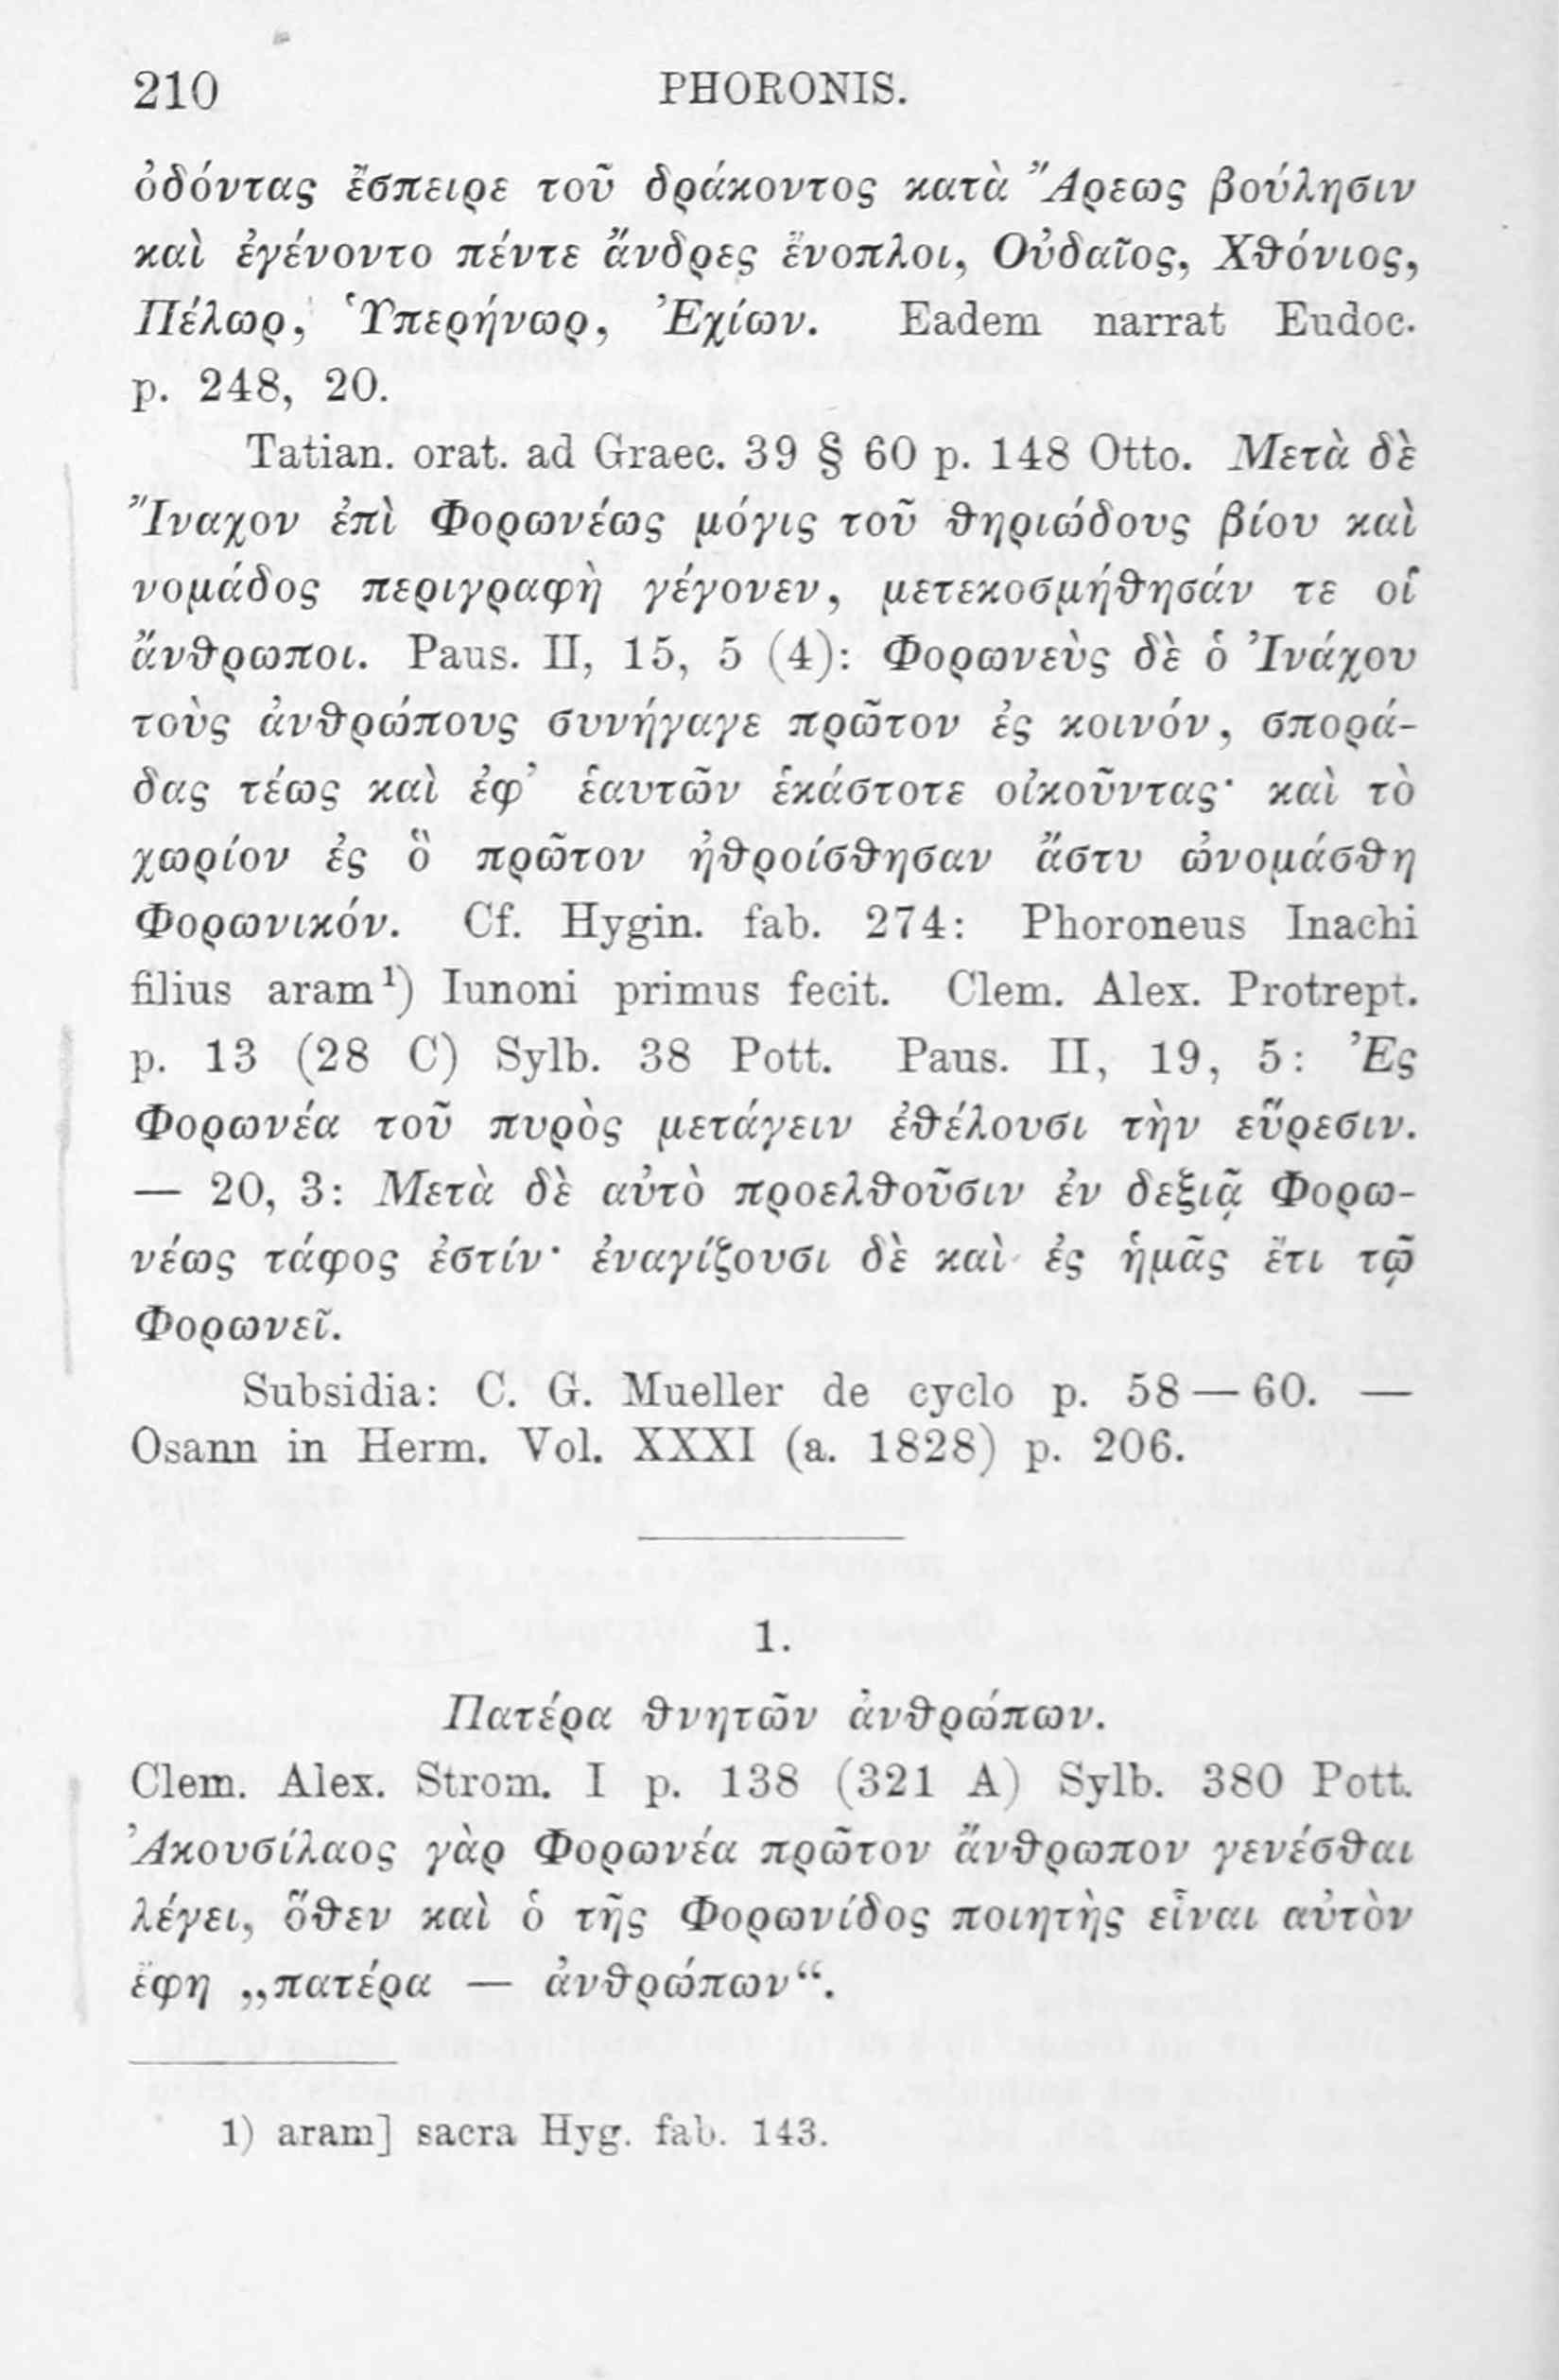 210 PHORONIS.
ὀδόντας ἔσπειρε τοῦ δράκοντος κατὰ Ἄρεως βούλησιν
καὶ ἐγένοντο πέντε ἄνδρες ἔνοπλοι, Οὐδαῖος, Χθόνιος,
Πέλωρ, Ὑπερήνωρ, Ἐχίων. Eadem narrat Eudoc.
p. 248, 20.
Tatian. orat. ad Graec. 39 § 60 p. 148 Otto. Μετὰ δὲ
Ἴναχον ἐπὶ Φορωνέως μόγις τοῦ θηριώδους βίου καὶ
νομάδος περιγραφὴ γέγονεν, μετεκοσμήθησάν τε οἱ
ἄνθρωποι. Paus. II, 15, 5 (4): Φορωνεὺς δὲ ὁ Ἰνάχου
τοὺς ἀνθρώπους συνήγαγε πρῶτον ἐς κοινόν, σπορά-
δας τέως καὶ ἐφ’ ἑαυτῶν ἑκάστοτε οἰκοῦντας· καὶ τὸ
χωρίον ἐς ὃ πρῶτον ἠθροίσθησαν ἄστυ ὠνομάσθη
Φορωνικόν. Cf. Hygin. fab. 274: Phoroneus Inachi
filius aram¹) Iunoni primus fecit. Clem. Alex. Protrept.
p. 13 (28 C) Sylb. 38 Pott. Paus. II, 19, 5: Ἐς
Φορωνέα τοῦ πυρὸς μετάγειν ἐθέλουσι τὴν εὕρεσιν.
— 20, 3: Μετὰ δὲ αὐτὸ προελθοῦσιν ἐν δεξιᾷ Φορω-
νέως τάφος ἐστίν· ἐναγίζουσι δὲ καὶ ἐς ἡμᾶς ἔτι τῷ
Φορωνεῖ.
Subsidia: C. G. Mueller de cyclo p. 58 — 60. —
Osann in Herm. Vol. XXXI (a. 1828) p. 206.
1.
Πατέρα θνητῶν ἀνθρώπων.
Clem. Alex. Strom. I p. 138 (321 A) Sylb. 380 Pott.
Ἀκουσίλαος γὰρ Φορωνέα πρῶτον ἄνθρωπον γενέσθαι
λέγει, ὅθεν καὶ ὁ τῆς Φορωνίδος ποιητὴς εἶναι αὐτὸν
ἔφη „πατέρα — ἀνθρώπων“.
1) aram] sacra Hyg. fab. 143.